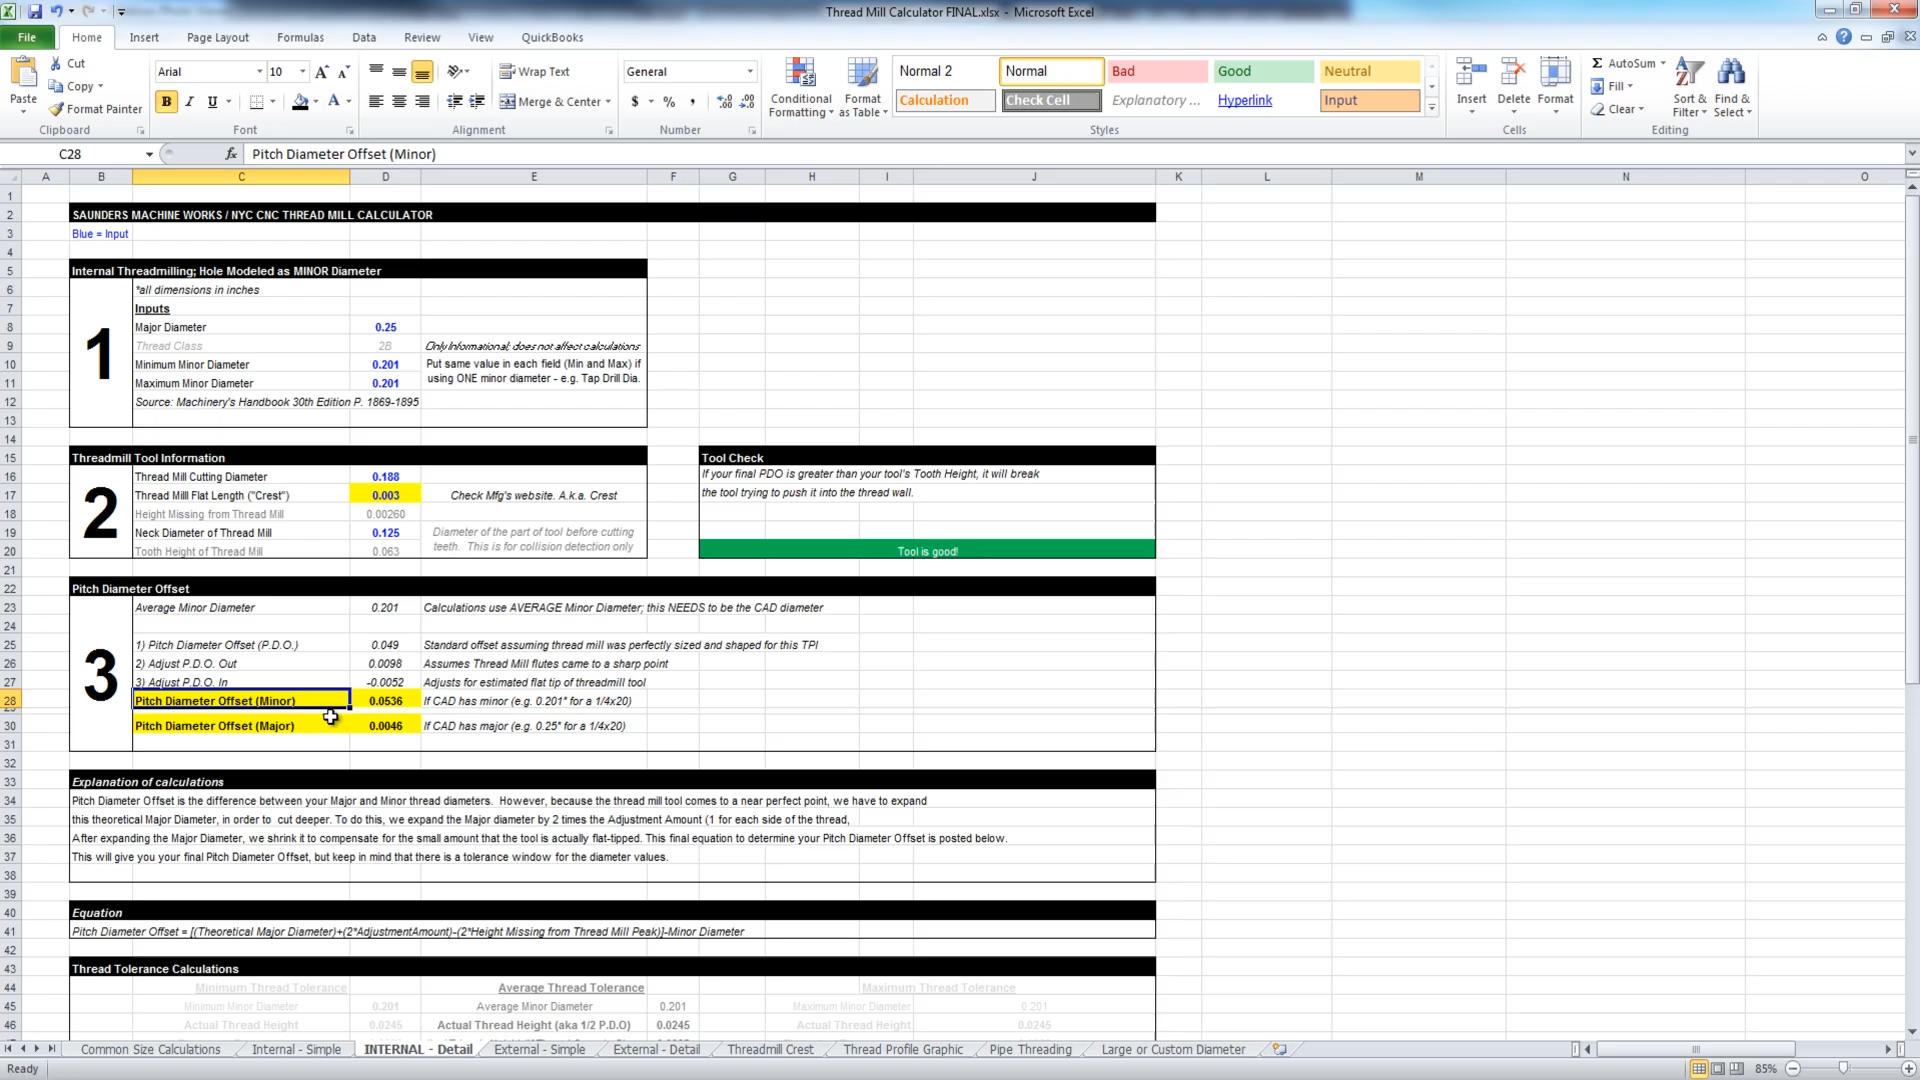 Thread Mill Calculator FINAL.xlsx - Microsoft Excel
File Home Insert Page Layout Formulas Data Review View QuickBooks
Paste Cut Copy Format Painter Clipboard
Arial 10 B I U A Font
Wrap Text Merge & Center Alignment
General $ % , Number
Conditional Formatting Format as Table
Normal 2 Normal Bad Good Neutral
Calculation Check Cell Explanatory ... Hyperlink Input
Styles
Insert Delete Format Cells
AutoSum Fill Clear Sort & Filter Find & Select Editing
C28 fx Pitch Diameter Offset (Minor)
A B C D E F G H I J K L M N O
1
2 SAUNDERS MACHINE WORKS / NYC CNC THREAD MILL CALCULATOR
3 Blue = Input
4
5 Internal Threadmilling; Hole Modeled as MINOR Diameter
6 *all dimensions in inches
7 Inputs
1
8 Major Diameter 0.25
9 Thread Class 2B Only Informational; does not affect calculations
10 Minimum Minor Diameter 0.201 Put same value in each field (Min and Max) if
11 Maximum Minor Diameter 0.201 using ONE minor diameter - e.g. Tap Drill Dia.
12 Source: Machinery's Handbook 30th Edition P. 1869-1895
13
14
15 Threadmill Tool Information Tool Check
16 Thread Mill Cutting Diameter 0.188 If your final PDO is greater than your tool's Tooth Height, it will break
17 Thread Milll Flat Length ("Crest") 0.003 Check Mfg's website. A.k.a. Crest the tool trying to push it into the thread wall.
2
18 Height Missing from Thread Mill 0.00260
19 Neck Diameter of Thread Mill 0.125 Diameter of the part of tool before cutting
20 Tooth Height of Thread Mill 0.063 teeth. This is for collision detection only Tool is good!
21
22 Pitch Diameter Offset
23 Average Minor Diameter 0.201 Calculations use AVERAGE Minor Diameter; this NEEDS to be the CAD diameter
24
25 1) Pitch Diameter Offset (P.D.O.) 0.049 Standard offset assuming thread mill was perfectly sized and shaped for this TPI
26 2) Adjust P.D.O. Out 0.0098 Assumes Thread Mill flutes came to a sharp point
3
27 3) Adjust P.D.O. In -0.0052 Adjusts for estimated flat tip of threadmill tool
28 Pitch Diameter Offset (Minor) 0.0536 If CAD has minor (e.g. 0.201" for a 1/4x20)
30 Pitch Diameter Offset (Major) 0.0046 If CAD has major (e.g. 0.25" for a 1/4x20)
31
32
33 Explanation of calculations
34 Pitch Diameter Offset is the difference between your Major and Minor thread diameters. However, because the thread mill tool comes to a near perfect point, we have to expand
35 this theoretical Major Diameter, in order to cut deeper. To do this, we expand the Major diameter by 2 times the Adjustment Amount (1 for each side of the thread,
36 After expanding the Major Diameter, we shrink it to compensate for the small amount that the tool is actually flat-tipped. This final equation to determine your Pitch Diameter Offset is posted below.
37 This will give you your final Pitch Diameter Offset, but keep in mind that there is a tolerance window for the diameter values.
38
39
40 Equation
41 Pitch Diameter Offset = [(Theoretical Major Diameter)+(2*AdjustmentAmount)-(2*Height Missing from Thread Mill Peak)]-Minor Diameter
42
43 Thread Tolerance Calculations
44 Minimum Thread Tolerance Average Thread Tolerance Maximum Thread Tolerance
45 Minimum Minor Diameter 0.201 Average Minor Diameter 0.201 Maximum Minor Diameter 0.201
46 Actual Thread Height 0.0245 Actual Thread Height (aka 1/2 P.D.O) 0.0245 Actual Thread Height 0.0245
Common Size Calculations Internal - Simple INTERNAL - Detail External - Simple External - Detail Threadmill Crest Thread Profile Graphic Pipe Threading Large or Custom Diameter
Ready 85%